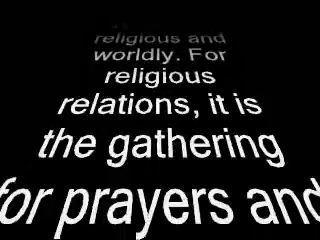 religious and
worldly. For
religious
relations, it is
the gathering
for prayers and